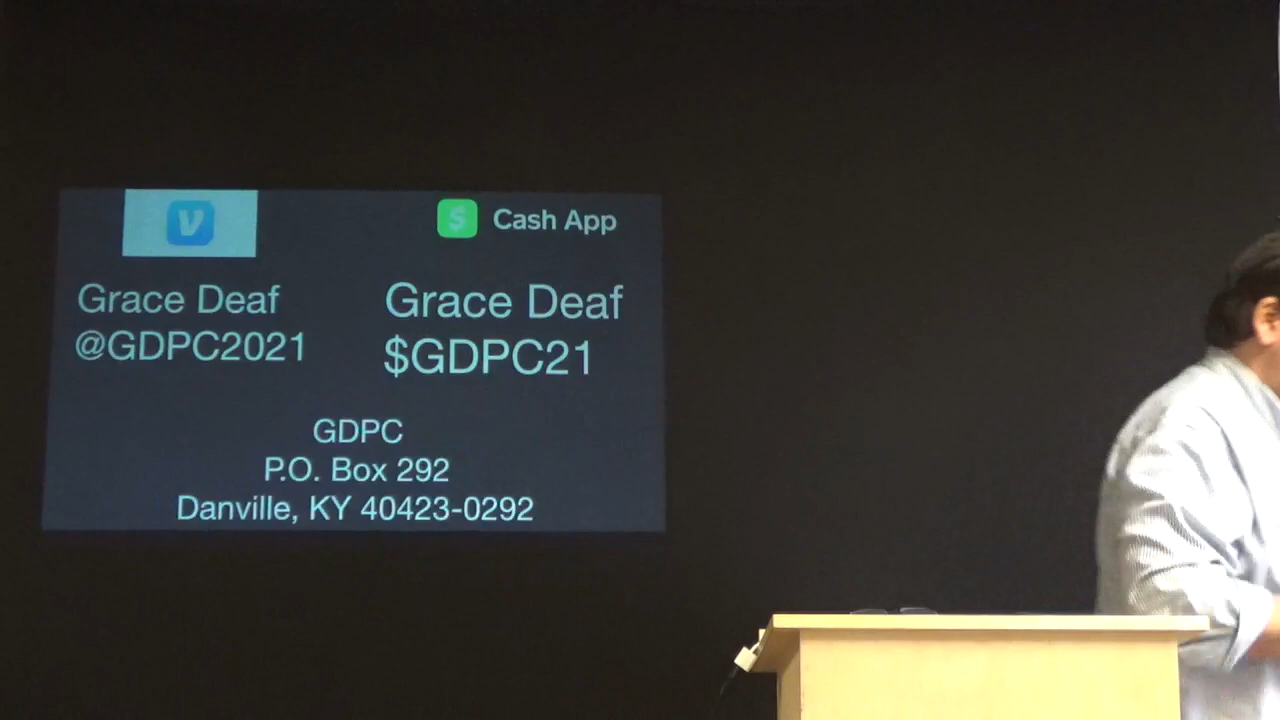 V
$ Cash App
Grace Deaf
@GDPC2021
Grace Deaf
$GDPC21
GDPC
P.O. Box 292
Danville, KY 40423-0292